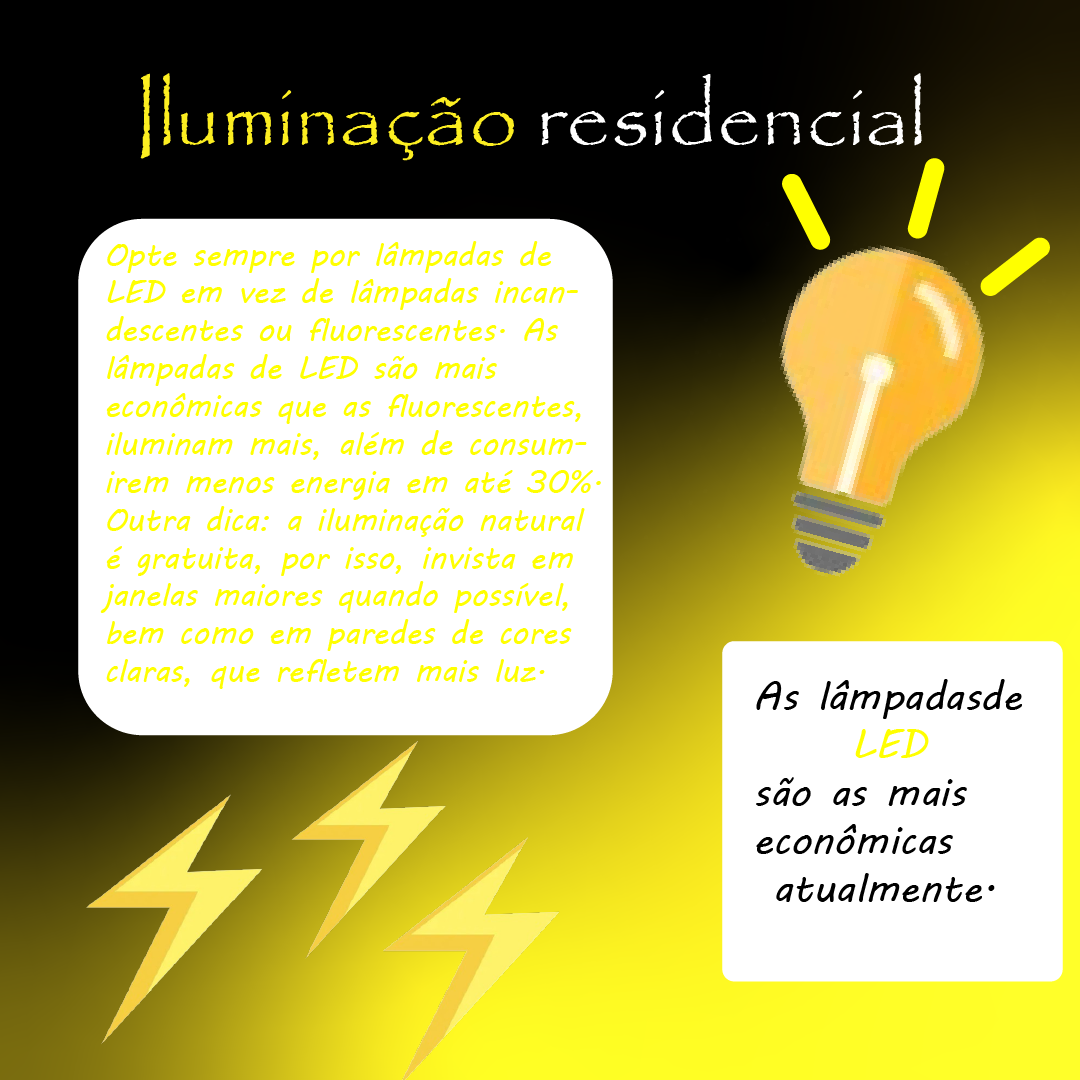 Iluminação residencial
Opte sempre por lâmpadas de
LED em vez de lâmpadas incan-
descentes ou fluorescentes. As
lâmpadas de LED são mais
econômicas que as fluorescentes,
iluminam mais, além de consum-
irem menos energia em até 30%.
Outra dica: a iluminação natural
é gratuita, por isso, invista em
janelas maiores quando possível,
bem como em paredes de cores
claras, que refletem mais luz.
As lâmpadasde
LED
são as mais
econômicas
atualmente.